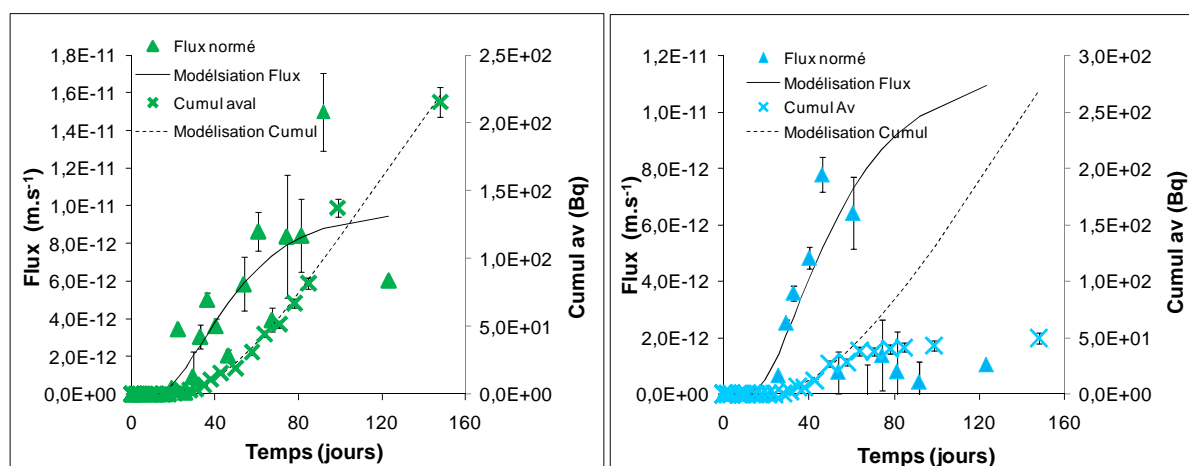 1,8E-11
1,6E-11
1,4E-11
1,1E-11
1,0E-11
8,0E-12
6,0E-12
4,0E-12
2,0E-12
0,0E+00
Flux (m.s-1)
Flux normé
Modélsiation Flux
Cumul aval
Modélisation Cumul
2,5E+02
2,0E+02
1,5E+02
1,0E+02
5,0E+01
0,0E+00
Cumul av (Bq)
0 40 80 120 160
Temps (jours)
1,2E-11
1,0E-11
8,0E-12
6,0E-12
4,0E-12
2,0E-12
0,0E+00
Flux (m.s-1)
Flux normé
Modélisation Flux
Cumul Av
Modélisation Cumul
3,0E+02
2,5E+02
2,0E+02
1,5E+02
1,0E+02
5,0E+01
0,0E+00
Cumul av (Bq)
0 40 80 120 160
Temps (jours)